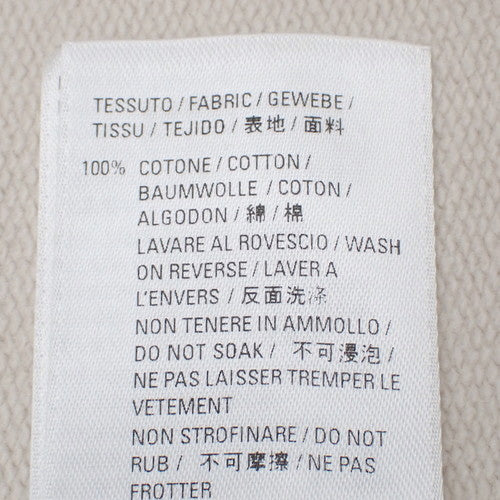 TESSUTO / FABRIC / GEWEBE /
TISSU / TEJIDO / 表地 / 面料
100% COTONE / COTTON /
BAUMWOLLE / COTON /
ALGODON / 綿 / 棉
LAVARE AL ROVESCIO / WASH
ON REVERSE / LAVER A
L'ENVERS / 反面洗涤
NON TENERE IN AMMOLLO /
DO NOT SOAK / 不可浸泡 /
NE PAS LAISSER TREMPER LE
VETEMENT
NON STROFINARE / DO NOT
RUB / 不可摩擦 / NE PAS
FROTTER